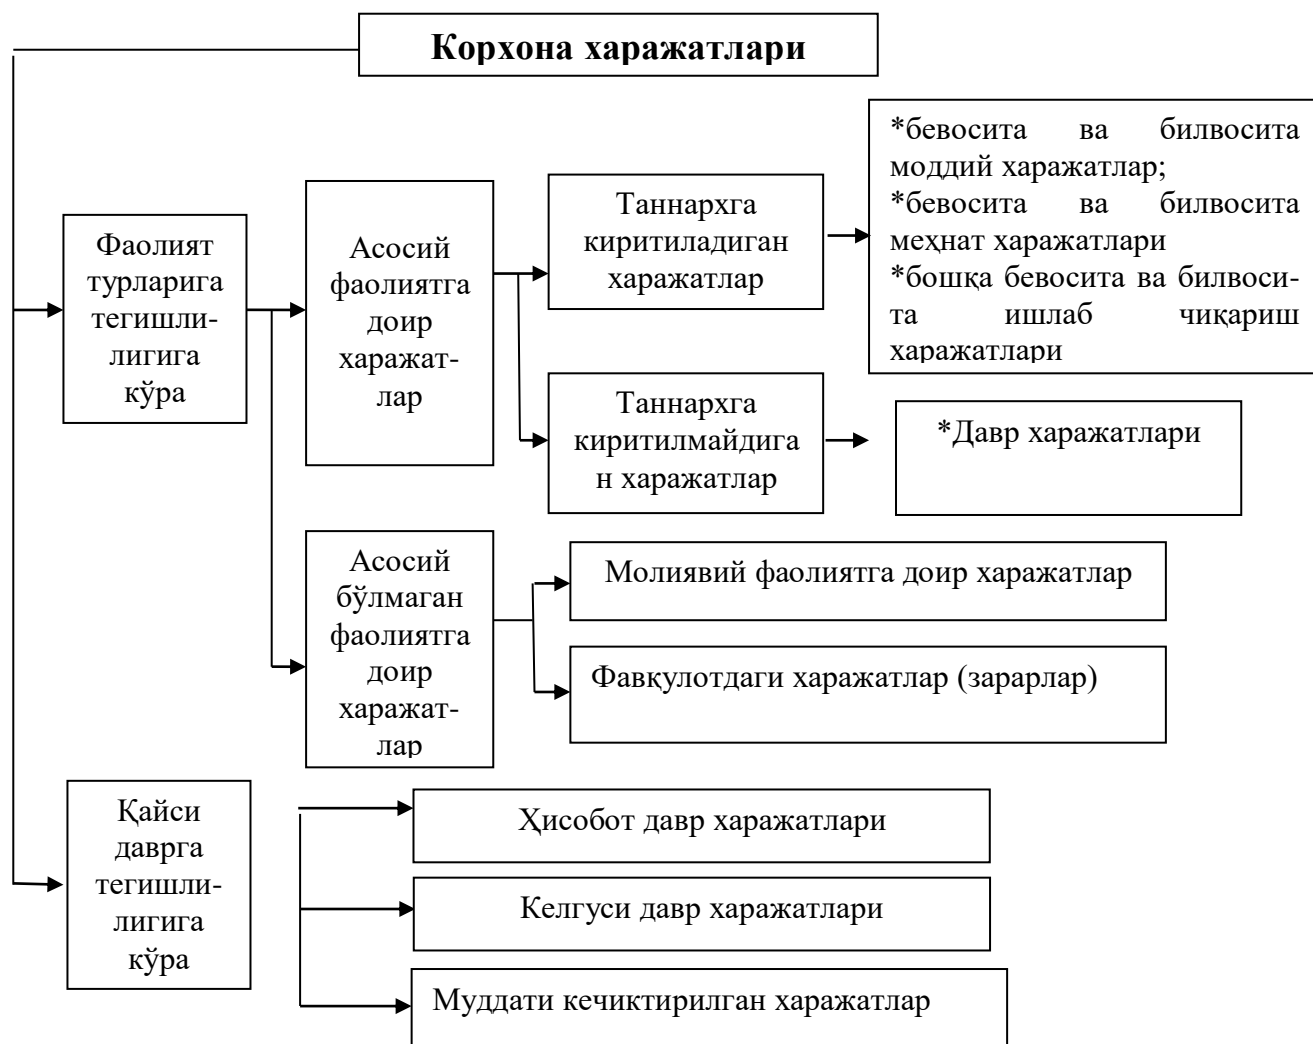 Корхона харажатлари
Фаолият
турларига
тегишли-
лигига
кўра
Асосий
фаолиятга
доир
харажат-
лар
Таннархга
киритиладиган
харажатлар
*бевосита ва билвосита
моддий харажатлар;
*бевосита ва билвосита
меҳнат харажатлари
*бошқа бевосита ва билвоси-
та ишлаб чиқариш
харажатлари
Таннархга
киритилмайдига
н харажатлар
*Давр харажатлари
Асосий
бўлмаган
фаолиятга
доир
харажат-
лар
Молиявий фаолиятга доир харажатлар
Фавқулотдаги харажатлар (зарарлар)
Қайси
даврга
тегишли-
лигига
кўра
Ҳисобот давр харажатлари
Келгуси давр харажатлари
Муддати кечиктирилган харажатлар